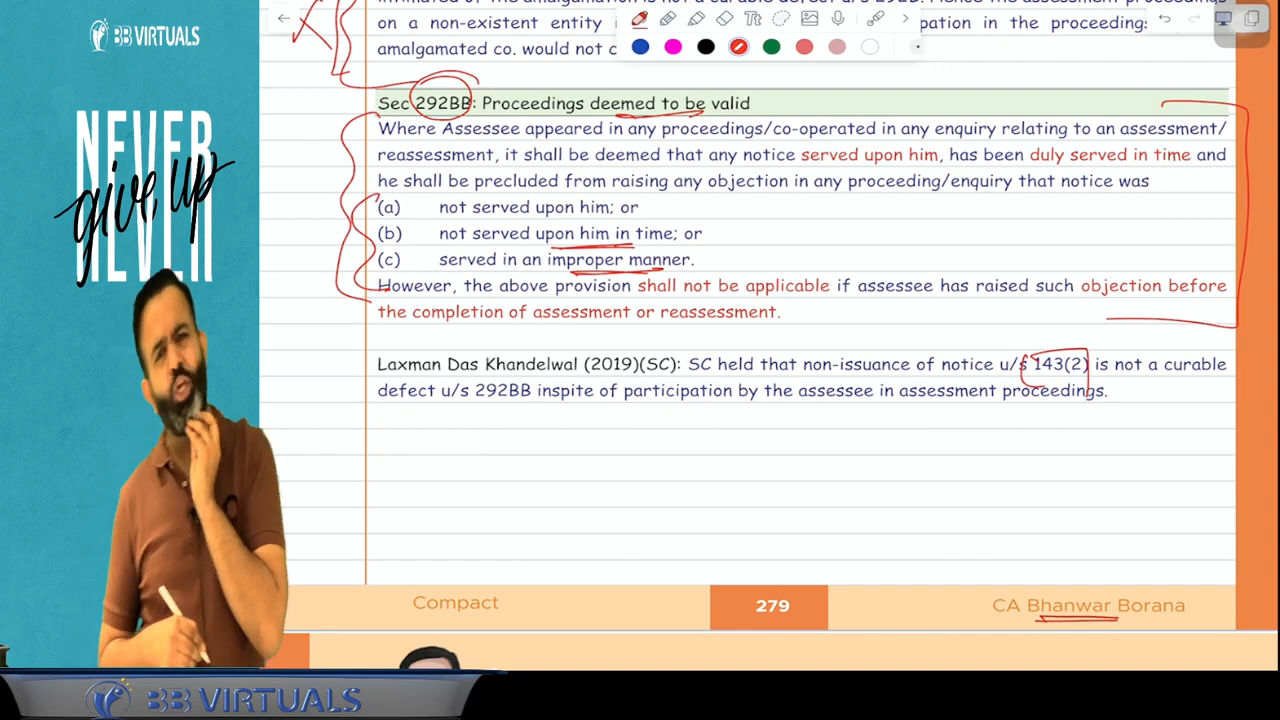 BB VIRTUALS
NEVER
give up
NEVER
on a non-existent entity
pation in the proceedings
amalgamated co. would not c
Sec 292BB: Proceedings deemed to be valid
Where Assessee appeared in any proceedings/co-operated in any enquiry relating to an assessment/
reassessment, it shall be deemed that any notice served upon him, has been duly served in time and
he shall be precluded from raising any objection in any proceeding/enquiry that notice was
(a) not served upon him; or
(b) not served upon him in time; or
(c) served in an improper manner.
However, the above provision shall not be applicable if assessee has raised such objection before
the completion of assessment or reassessment.
Laxman Das Khandelwal (2019)(SC): SC held that non-issuance of notice u/s 143(2) is not a curable
defect u/s 292BB inspite of participation by the assessee in assessment proceedings.
Compact
279
CA Bhanwar Borana
BB VIRTUALS